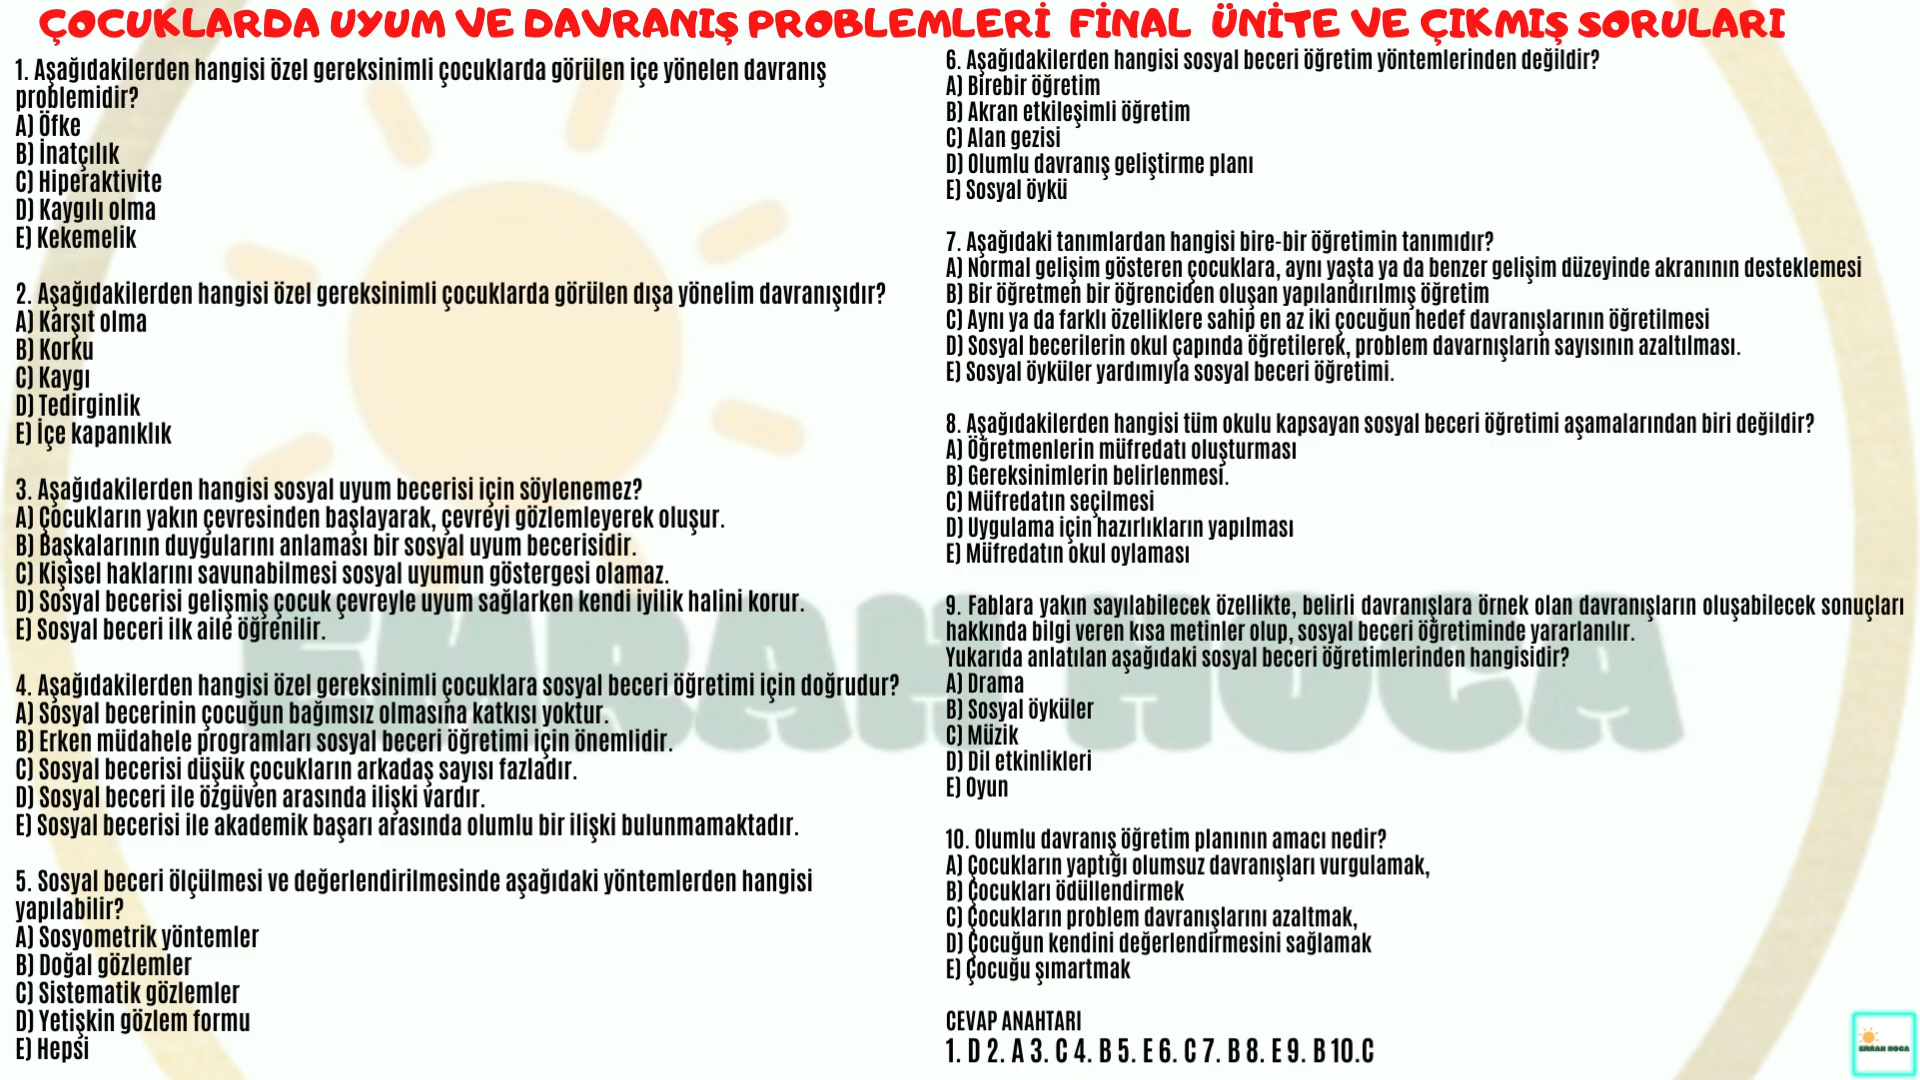 ÇOCUKLARDA UYUM VE DAVRANIŞ PROBLEMLERİ FİNAL ÜNİTE VE ÇIKMIŞ SORULARI
1. Aşağıdakilerden hangisi özel gereksinimli çocuklarda görülen içe yönelen davranış
problemidir?
A) Öfke
B) İnatçılık
C) Hiperaktivite
D) Kaygılı olma
E) Kekemelik
2. Aşağıdakilerden hangisi özel gereksinimli çocuklarda görülen dışa yönelim davranışıdır?
A) Karşıt olma
B) Korku
C) Kaygı
D) Tedirginlik
E) İçe kapanıklık
3. Aşağıdakilerden hangisi sosyal uyum becerisi için söylenemez?
A) Çocukların yakın çevresinden başlayarak, çevreyi gözlemleyerek oluşur.
B) Başkalarının duygularını anlaması bir sosyal uyum becerisidir.
C) Kişisel haklarını savunabilmesi sosyal uyumun göstergesi olamaz.
D) Sosyal becerisi gelişmiş çocuk çevreyle uyum sağlarken kendi iyilik halini korur.
E) Sosyal beceri ilk aile öğrenilir.
4. Aşağıdakilerden hangisi özel gereksinimli çocuklara sosyal beceri öğretimi için doğrudur?
A) Sosyal becerinin çocuğun bağımsız olmasına katkısı yoktur.
B) Erken müdahele programları sosyal beceri öğretimi için önemlidir.
C) Sosyal becerisi düşük çocukların arkadaş sayısı fazladır.
D) Sosyal beceri ile özgüven arasında ilişki vardır.
E) Sosyal becerisi ile akademik başarı arasında olumlu bir ilişki bulunmamaktadır.
5. Sosyal beceri ölçülmesi ve değerlendirilmesinde aşağıdaki yöntemlerden hangisi
yapılabilir?
A) Sosyometrik yöntemler
B) Doğal gözlemler
C) Sistematik gözlemler
D) Yetişkin gözlem formu
E) Hepsi
6. Aşağıdakilerden hangisi sosyal beceri öğretim yöntemlerinden değildir?
A) Birebir öğretim
B) Akran etkileşimli öğretim
C) Alan gezisi
D) Olumlu davranış geliştirme planı
E) Sosyal öykü
7. Aşağıdaki tanımlardan hangisi bire-bir öğretimin tanımıdır?
A) Normal gelişim gösteren çocuklara, aynı yaşta ya da benzer gelişim düzeyinde akranının desteklemesi
B) Bir öğretmen bir öğrenciden oluşan yapılandırılmış öğretim
C) Aynı ya da farklı özelliklere sahip en az iki çocuğun hedef davranışlarının öğretilmesi
D) Sosyal becerilerin okul çapında öğretilerek, problem davarnışların sayısının azaltılması.
E) Sosyal öyküler yardımıyla sosyal beceri öğretimi.
8. Aşağıdakilerden hangisi tüm okulu kapsayan sosyal beceri öğretimi aşamalarından biri değildir?
A) Öğretmenlerin müfredatı oluşturması
B) Gereksinimlerin belirlenmesi.
C) Müfredatın seçilmesi
D) Uygulama için hazırlıkların yapılması
E) Müfredatın okul oylaması
9. Fablara yakın sayılabilecek özellikte, belirli davranışlara örnek olan davranışların oluşabilecek sonuçları
hakkında bilgi veren kısa metinler olup, sosyal beceri öğretiminde yararlanılır.
Yukarıda anlatılan aşağıdaki sosyal beceri öğretimlerinden hangisidir?
A) Drama
B) Sosyal öyküler
C) Müzik
D) Dil etkinlikleri
E) Oyun
10. Olumlu davranış öğretim planının amacı nedir?
A) Çocukların yaptığı olumsuz davranışları vurgulamak,
B) Çocukları ödüllendirmek
C) Çocukların problem davranışlarını azaltmak,
D) Çocuğun kendini değerlendirmesini sağlamak
E) Çocuğu şımartmak
CEVAP ANAHTARI
1. D 2. A 3. C 4. B 5. E 6. C 7. B 8. E 9. B 10.C
EMRAH HOCA
EMRAH HOCA